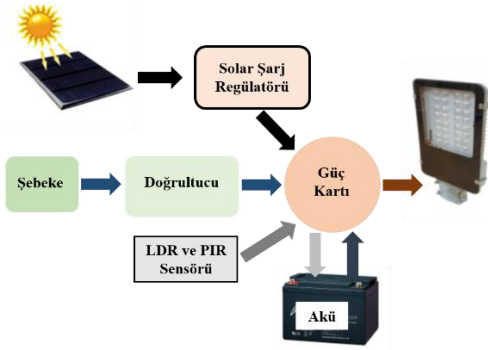 Solar Şarj
Regülatörü
Şebeke
Doğrultucu
Güç
Kartı
LDR ve PIR
Sensörü
Akü